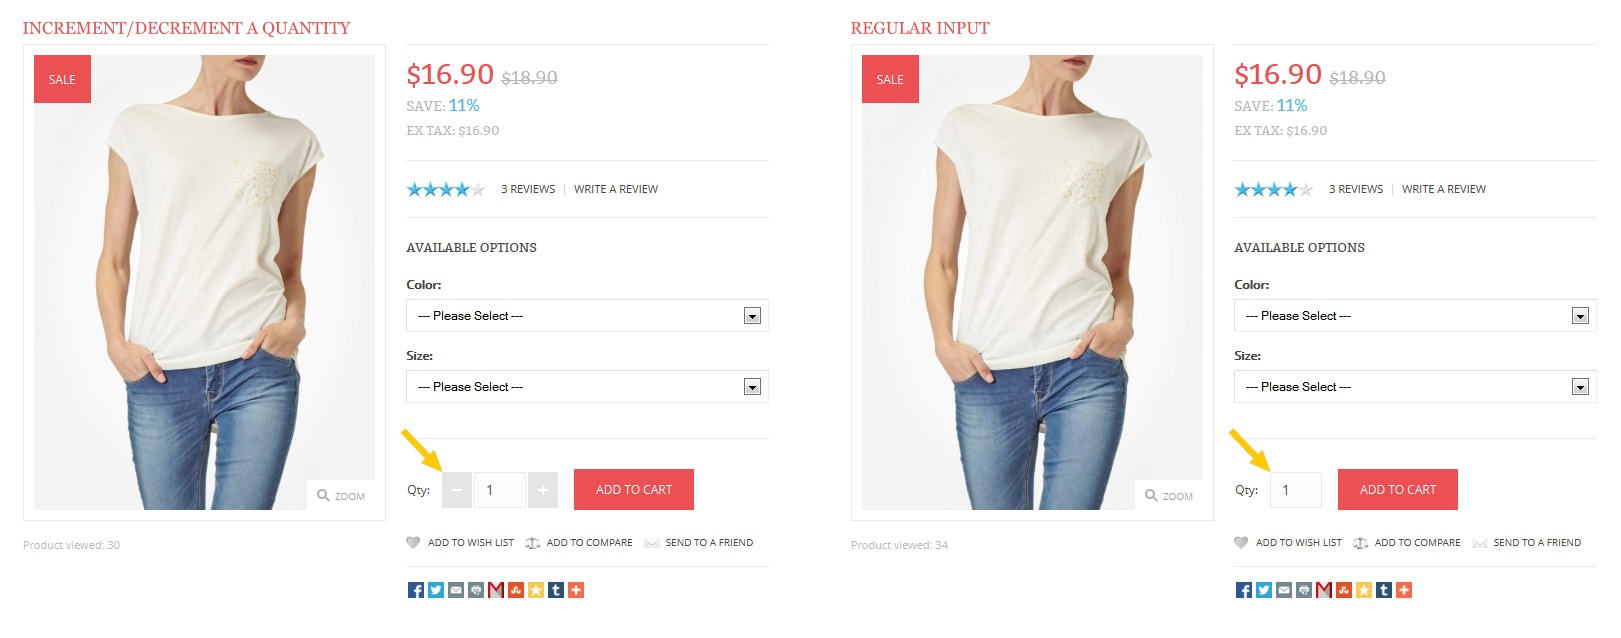 INCREMENT/DECREMENT A QUANTITY
SALE
$16.90 $18.90
SAVE: 11%
EX TAX: $16.90
3 REVIEWS | WRITE A REVIEW
AVAILABLE OPTIONS
Color:
--- Please Select ---
Size:
--- Please Select ---
Qty: − 1 + ADD TO CART
ZOOM
Product viewed: 30
ADD TO WISH LIST ADD TO COMPARE SEND TO A FRIEND
REGULAR INPUT
SALE
$16.90 $18.90
SAVE: 11%
EX TAX: $16.90
3 REVIEWS | WRITE A REVIEW
AVAILABLE OPTIONS
Color:
--- Please Select ---
Size:
--- Please Select ---
Qty: 1 ADD TO CART
ZOOM
Product viewed: 34
ADD TO WISH LIST ADD TO COMPARE SEND TO A FRIEND